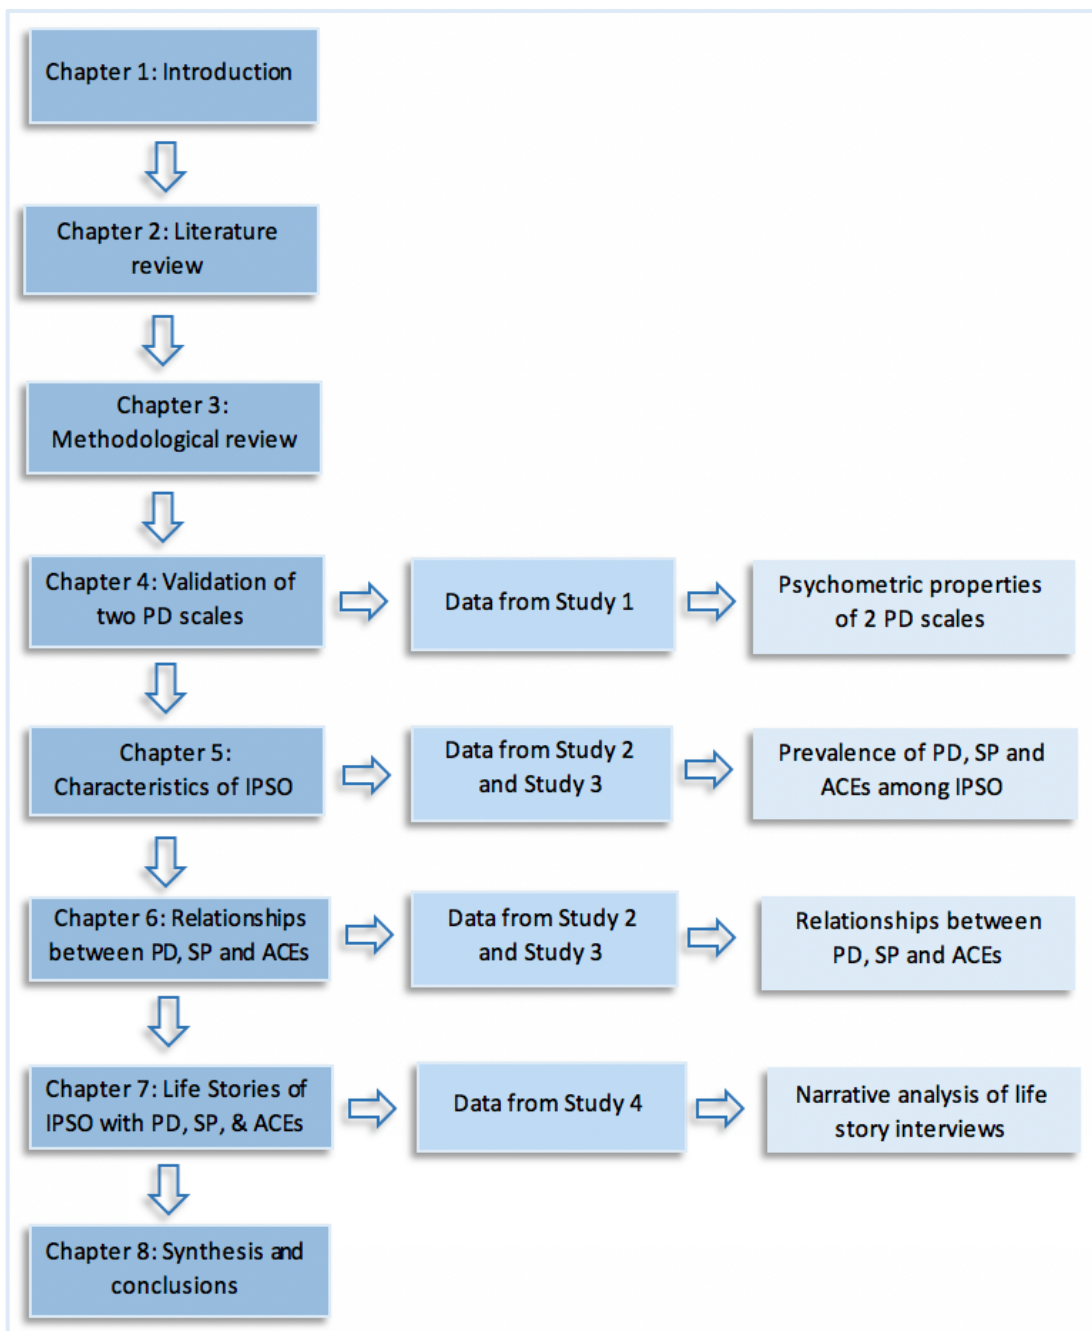 Chapter 1: Introduction
Chapter 2: Literature
review
Chapter 3:
Methodological review
Chapter 4: Validation of
two PD scales
Data from Study 1
Psychometric properties
of 2 PD scales
Chapter 5:
Characteristics of IPSO
Data from Study 2
and Study 3
Prevalence of PD, SP and
ACEs among IPSO
Chapter 6: Relationships
between PD, SP and ACEs
Data from Study 2
and Study 3
Relationships between
PD, SP and ACEs
Chapter 7: Life Stories of
IPSO with PD, SP, & ACEs
Data from Study 4
Narrative analysis of life
story interviews
Chapter 8: Synthesis and
conclusions